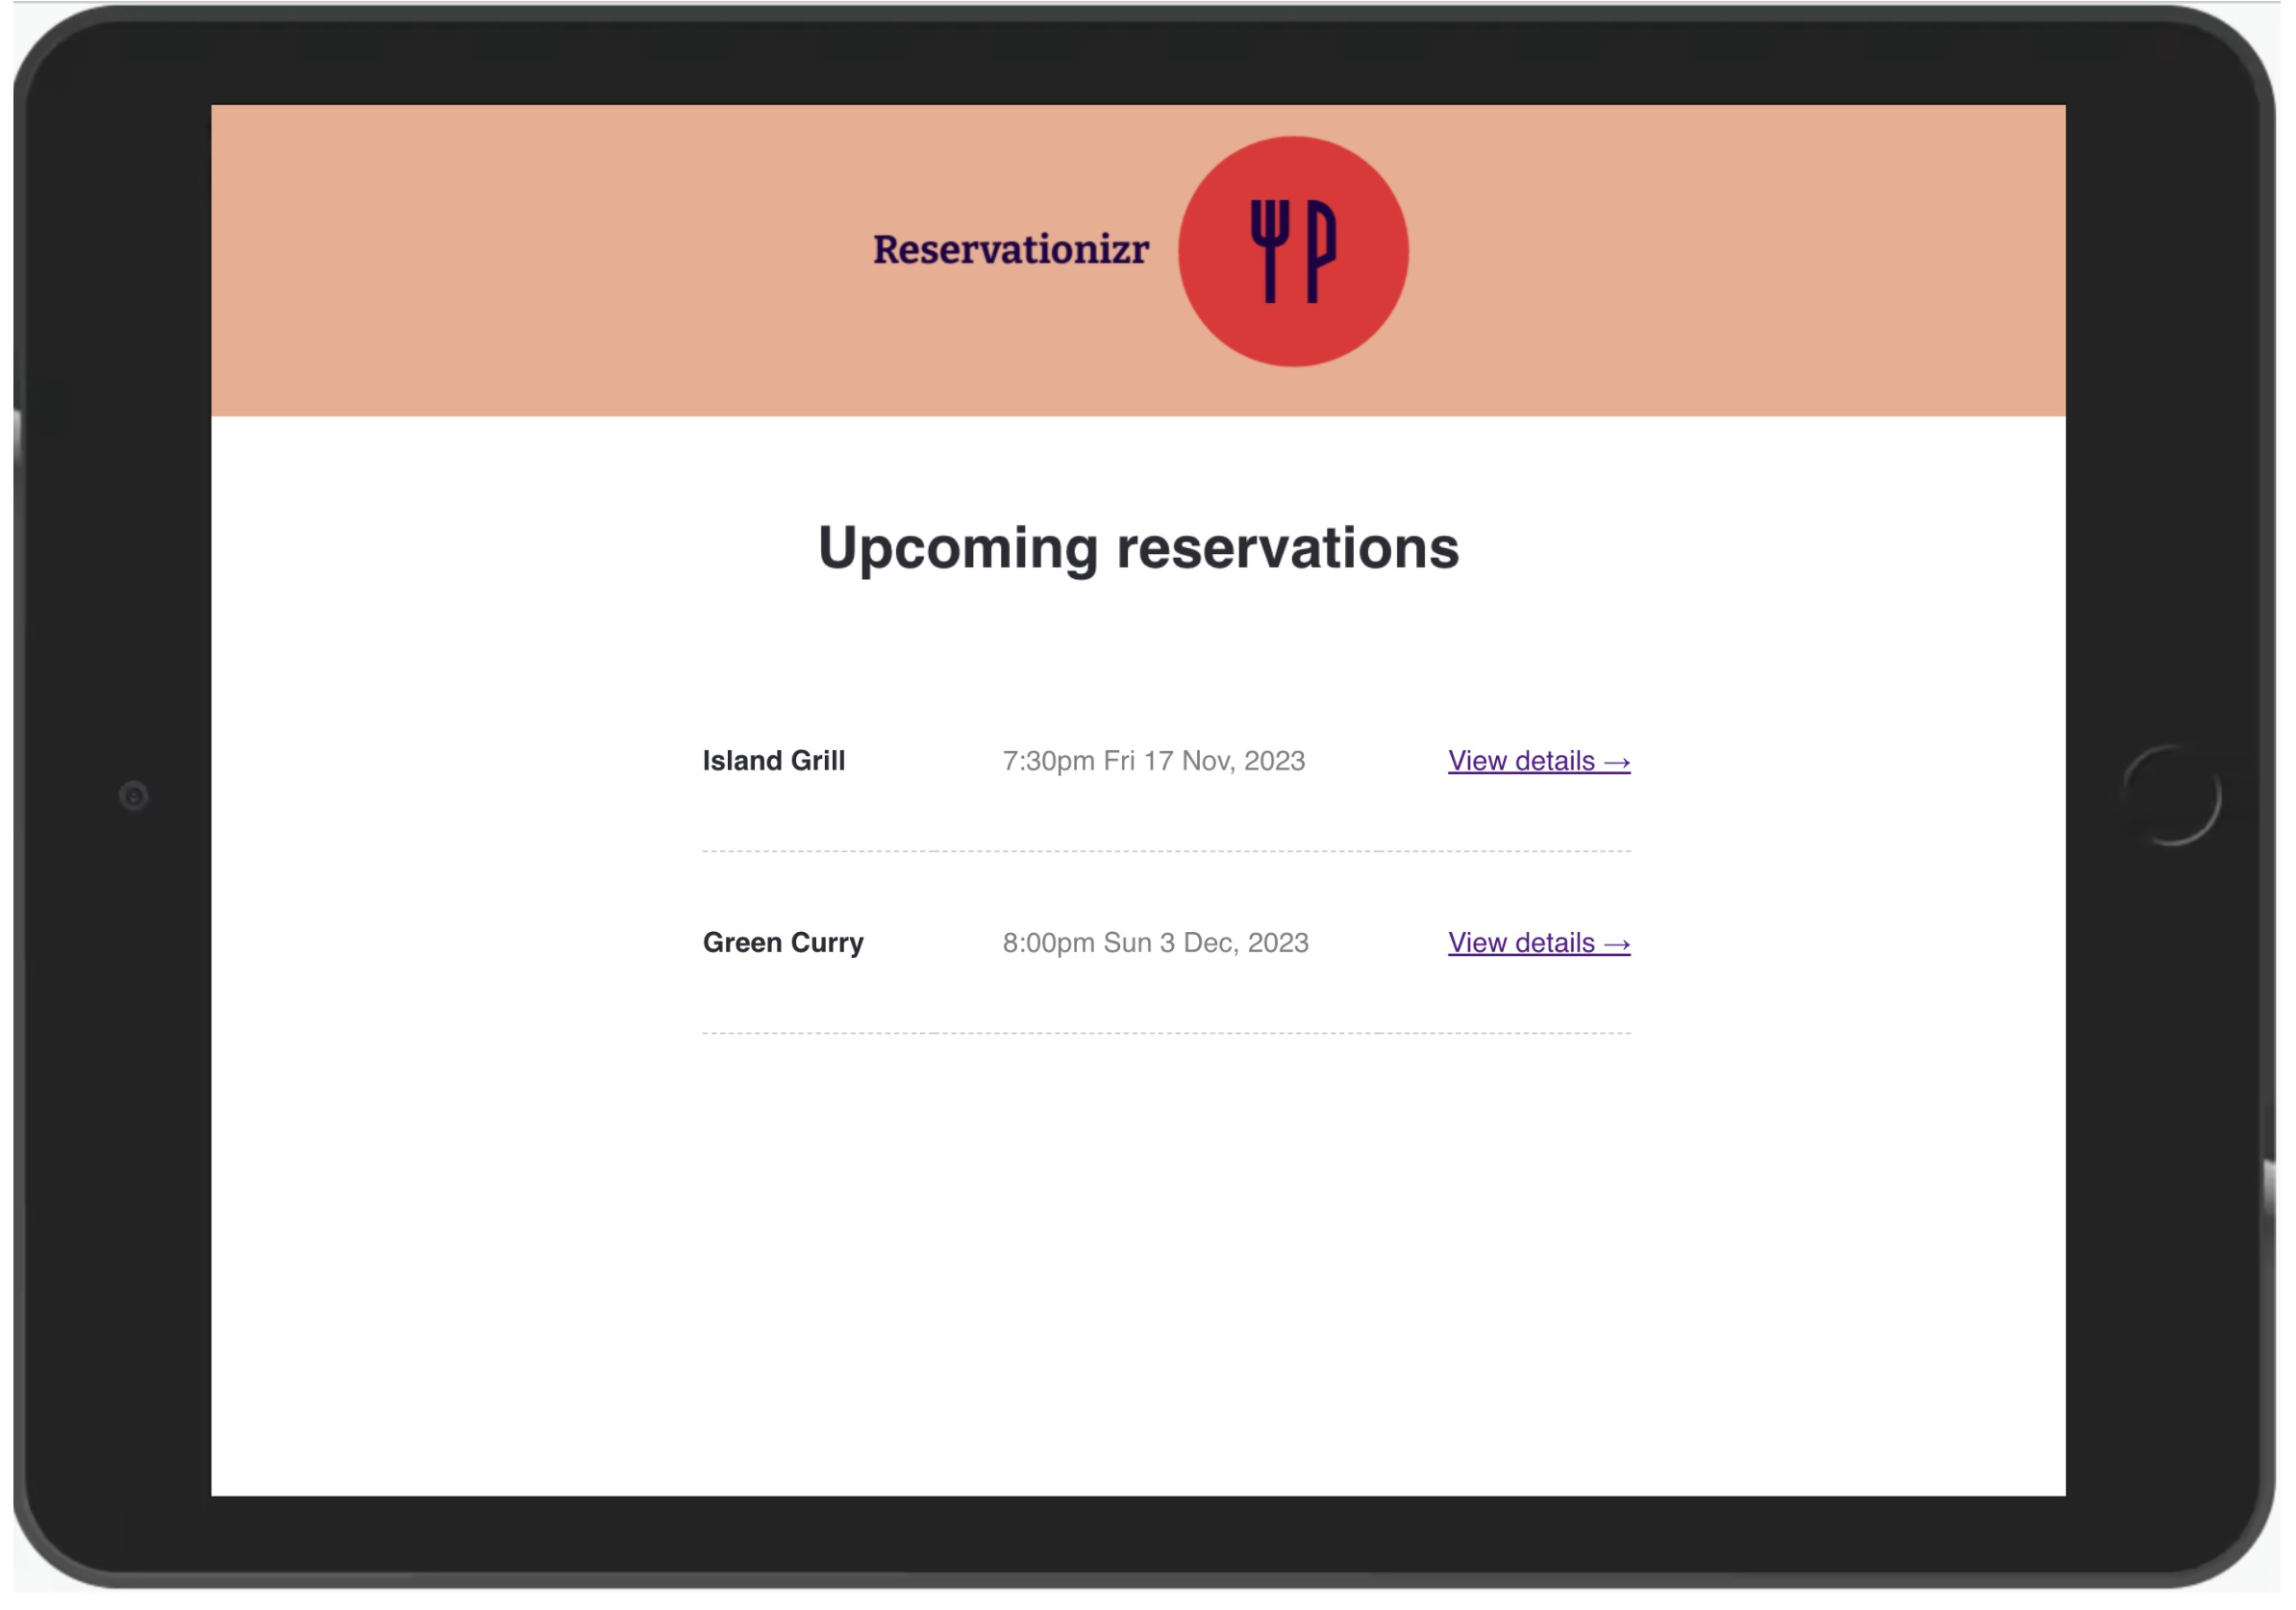 Reservationizr
Upcoming reservations
Island Grill 7:30pm Fri 17 Nov, 2023 View details →
Green Curry 8:00pm Sun 3 Dec, 2023 View details →